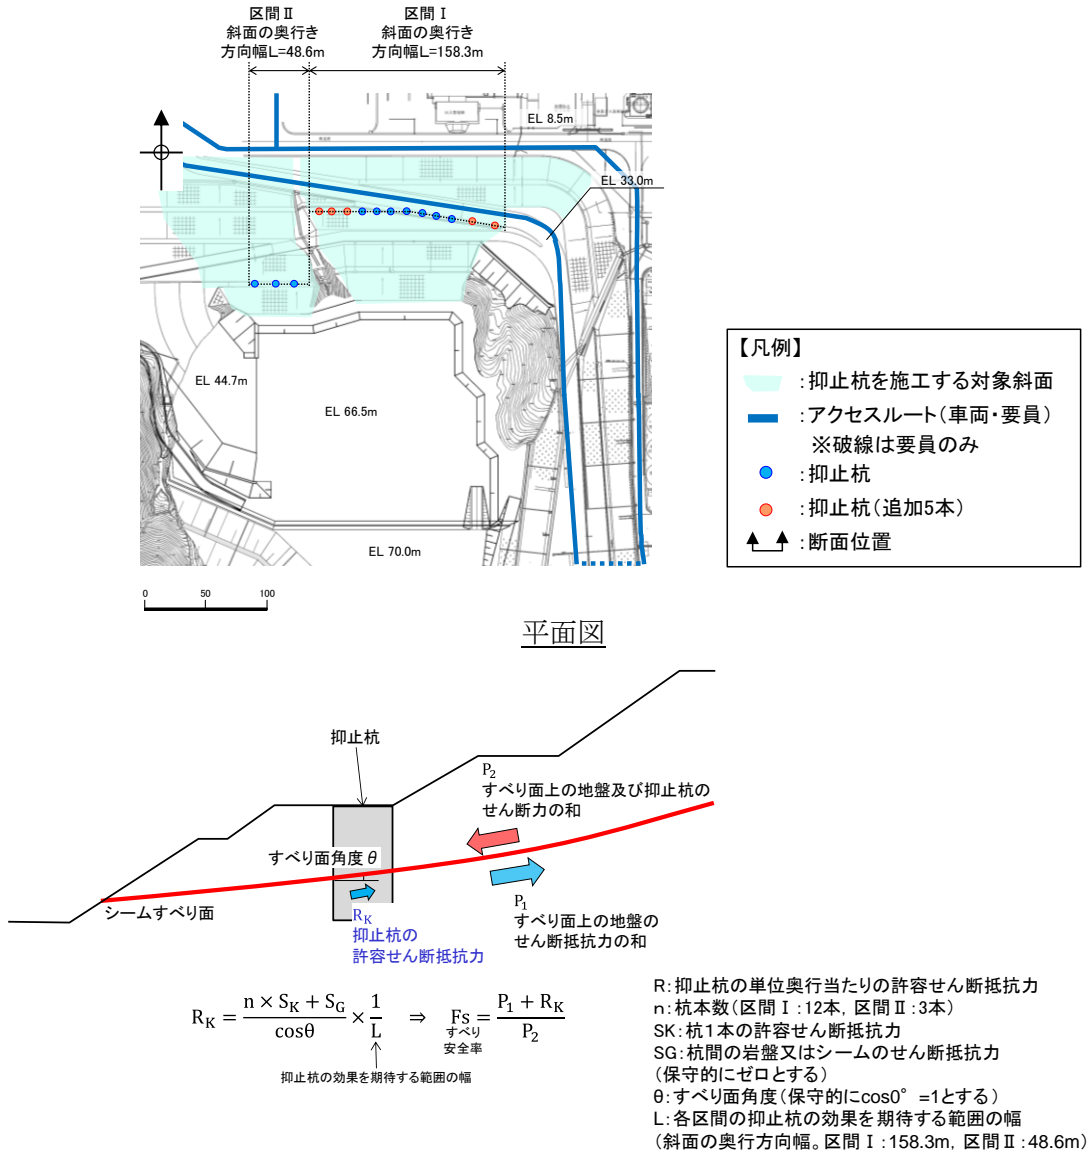 区間Ⅱ
斜面の奥行き
方向幅L=48.6m
区間Ⅰ
斜面の奥行き
方向幅L=158.3m
EL 8.5m
EL 33.0m
EL 44.7m
EL 66.5m
EL 70.0m
0 50 100
【凡例】
:抑止杭を施工する対象斜面
:アクセスルート(車両・要員)
※破線は要員のみ
:抑止杭
:抑止杭(追加5本)
:断面位置
平面図
抑止杭
P₂
すべり面上の地盤及び抑止杭の
せん断力の和
すべり面角度θ
シームすべり面
R_K
抑止杭の
許容せん断抵抗力
P₁
すべり面上の地盤の
せん断抵抗力の和
R_K = (n × S_K + S_G)/cosθ × 1/L ⇒ Fs = (P₁ + R_K)/P₂
すべり
安全率
抑止杭の効果を期待する範囲の幅
R:抑止杭の単位奥行当たりの許容せん断抵抗力
n:杭本数(区間Ⅰ:12本, 区間Ⅱ:3本)
SK:杭1本の許容せん断抵抗力
SG:杭間の岩盤又はシームのせん断抵抗力
(保守的にゼロとする)
θ:すべり面角度(保守的にcos0° =1とする)
L:各区間の抑止杭の効果を期待する範囲の幅
(斜面の奥行方向幅。区間Ⅰ:158.3m, 区間Ⅱ:48.6m)